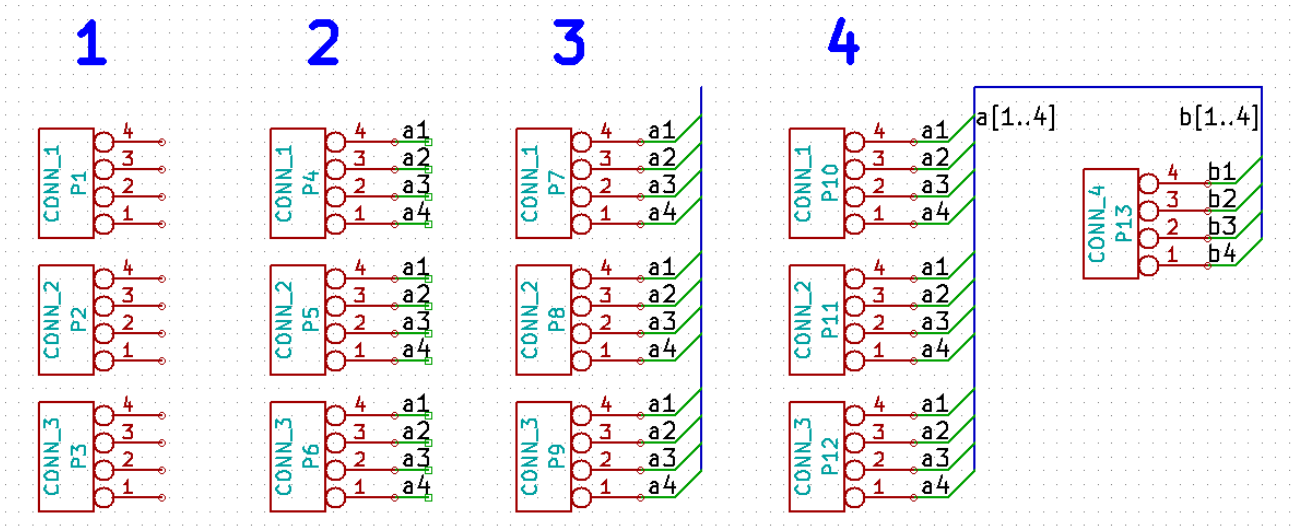 1 2 3 4
a[1..4] b[1..4]
CONN_1 P1 4 3 2 1
CONN_1 P4 4 a1 3 a2 2 a3 1 a4
CONN_1 P7 4 a1 3 a2 2 a3 1 a4
CONN_1 P10 4 a1 3 a2 2 a3 1 a4
CONN_4 P13 4 b1 3 b2 2 b3 1 b4
CONN_2 P2 4 3 2 1
CONN_2 P5 4 a1 3 a2 2 a3 1 a4
CONN_2 P8 4 a1 3 a2 2 a3 1 a4
CONN_2 P11 4 a1 3 a2 2 a3 1 a4
CONN_3 P3 4 3 2 1
CONN_3 P6 4 a1 3 a2 2 a3 1 a4
CONN_3 P9 4 a1 3 a2 2 a3 1 a4
CONN_3 P12 4 a1 3 a2 2 a3 1 a4